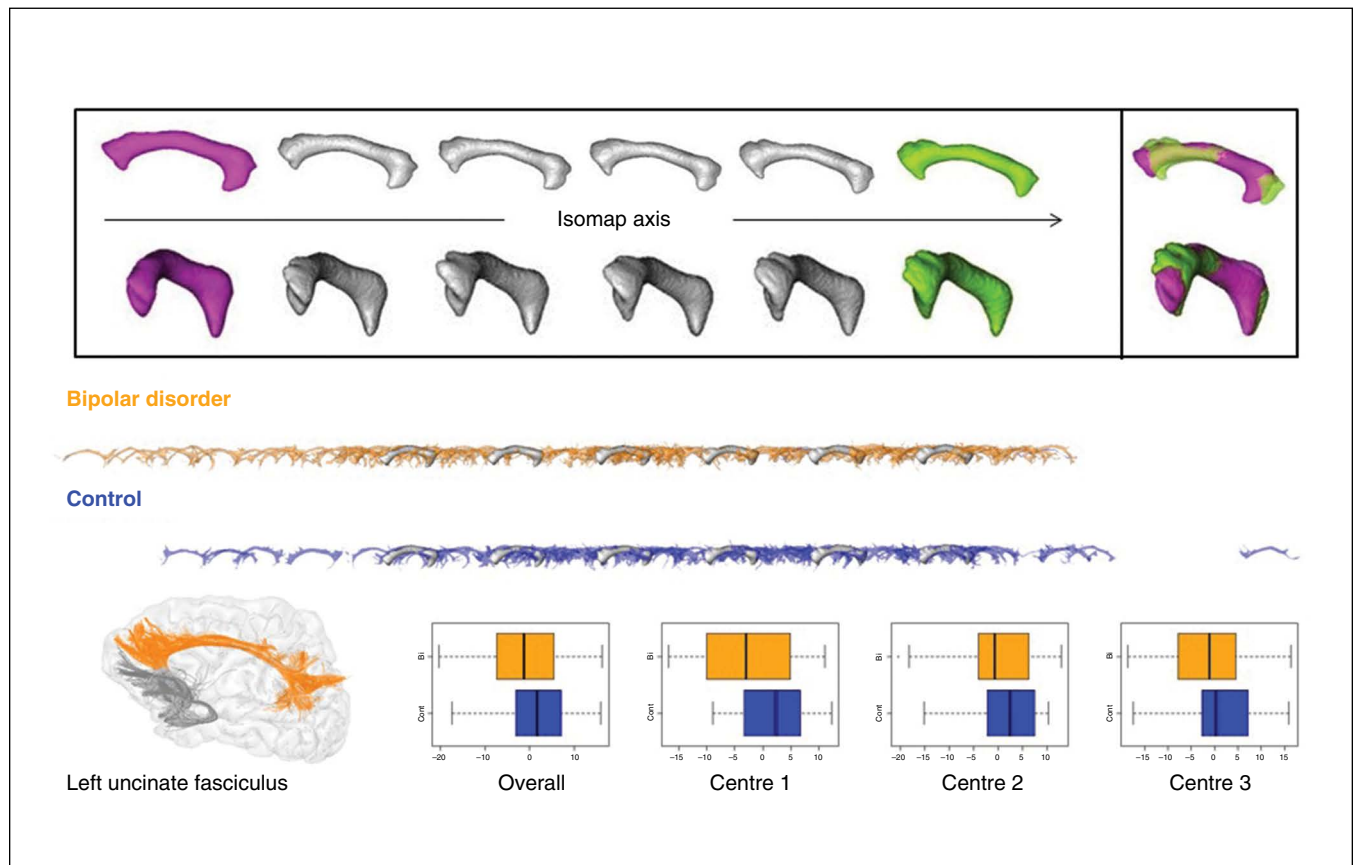 Isomap axis
Bipolar disorder
Control
Left uncinate fasciculus
Bi
Cont
−20 −10 0 10
Overall
Bi
Cont
−15 −10 −5 0 5 10
Centre 1
Bi
Cont
−20 −15 −10 −5 0 5 10
Centre 2
Bi
Cont
−15 −10 −5 0 5 10 15
Centre 3